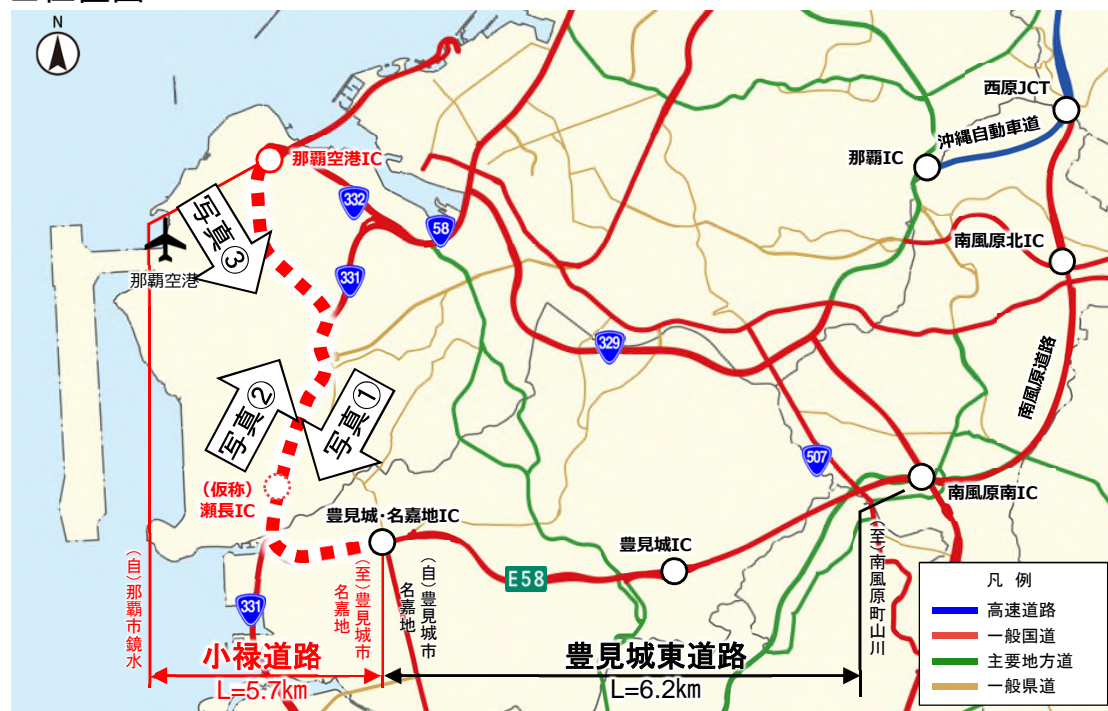 N
西原JCT
沖縄自動車道
那覇IC
那覇空港IC
332
58
写真③
那覇空港
331
南風原北IC
329
南風原道路
写真②
写真①
507
(仮称)
瀬長IC
南風原南IC
豊見城・名嘉地IC
豊見城IC
E58
331
(自)那覇市鏡水
(至)豊見城市
名嘉地
(自)豊見城市
名嘉地
(至)南風原町山川
小禄道路
L=5.7km
豊見城東道路
L=6.2km
凡 例
高速道路
一般国道
主要地方道
一般県道